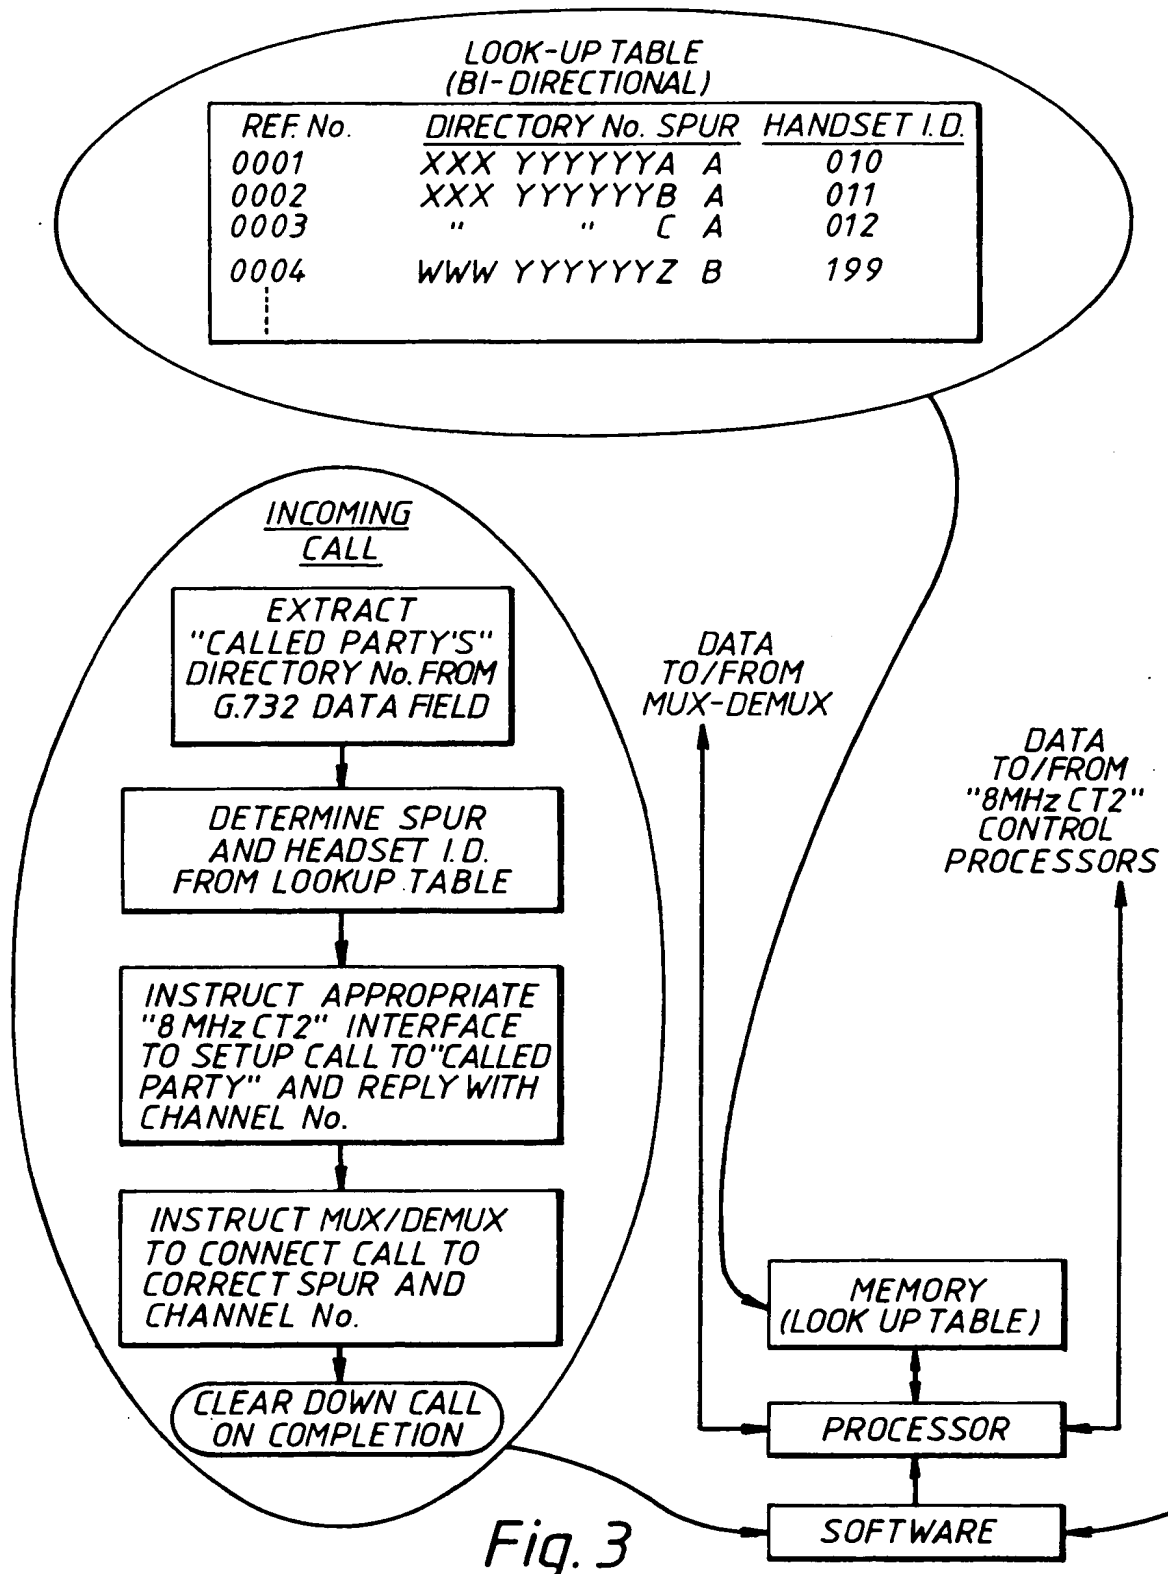 LOOK-UP TABLE
(BI-DIRECTIONAL)
REF. No. DIRECTORY No. SPUR HANDSET I.D.
0001 XXX YYYYYYA A 010
0002 XXX YYYYYYB A 011
0003 " " C A 012
0004 WWW YYYYYYZ B 199
INCOMING
CALL
EXTRACT
"CALLED PARTY'S"
DIRECTORY No. FROM
G.732 DATA FIELD
DETERMINE SPUR
AND HEADSET I.D.
FROM LOOKUP TABLE
INSTRUCT APPROPRIATE
"8 MHz CT2" INTERFACE
TO SETUP CALL TO "CALLED
PARTY" AND REPLY WITH
CHANNEL No.
INSTRUCT MUX/DEMUX
TO CONNECT CALL TO
CORRECT SPUR AND
CHANNEL No.
CLEAR DOWN CALL
ON COMPLETION
DATA
TO/FROM
MUX-DEMUX
DATA
TO/FROM
"8MHz CT2"
CONTROL
PROCESSORS
MEMORY
(LOOK UP TABLE)
PROCESSOR
SOFTWARE
Fig. 3